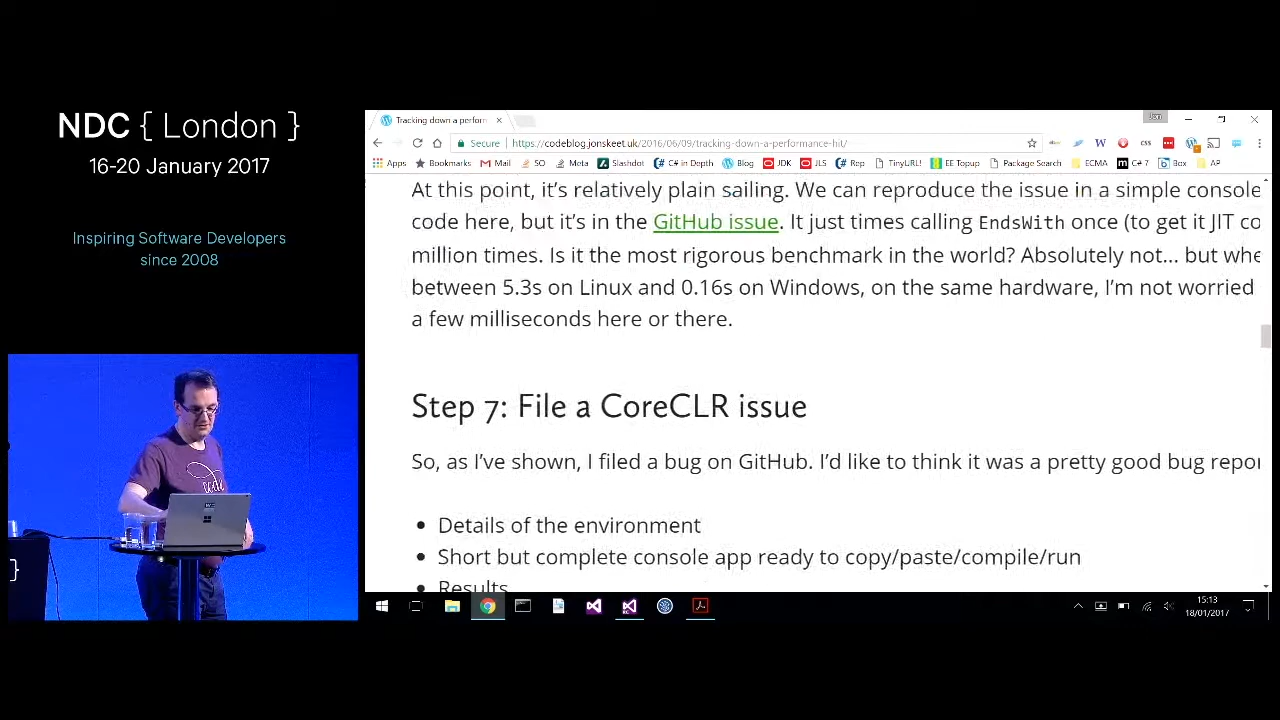 NDC { London }
16-20 January 2017
Inspiring Software Developers
since 2008
}
Tracking down a perform
Jon
Secure https://codeblog.jonskeet.uk/2016/06/09/tracking-down-a-performance-hit/
Apps Bookmarks Mail SO Meta Slashdot C# in Depth Blog JDK JLS C# Rep TinyURL! EE Topup Package Search ECMA C# 7 Box AP
At this point, it’s relatively plain sailing. We can reproduce the issue in a simple console
code here, but it’s in the GitHub issue. It just times calling EndsWith once (to get it JIT co
million times. Is it the most rigorous benchmark in the world? Absolutely not… but whe
between 5.3s on Linux and 0.16s on Windows, on the same hardware, I’m not worried
a few milliseconds here or there.
Step 7: File a CoreCLR issue
So, as I’ve shown, I filed a bug on GitHub. I’d like to think it was a pretty good bug repor
Details of the environment
Short but complete console app ready to copy/paste/compile/run
Results
15:13
18/01/2017